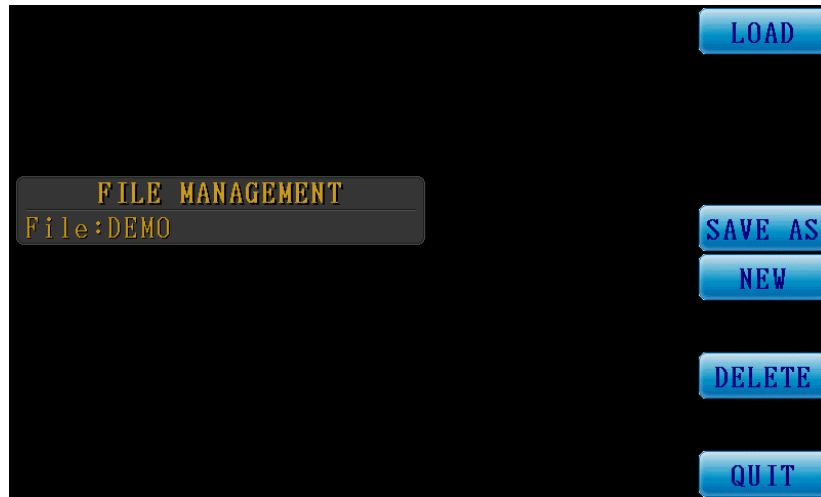 LOAD
FILE MANAGEMENT
File:DEMO
SAVE AS
NEW
DELETE
QUIT